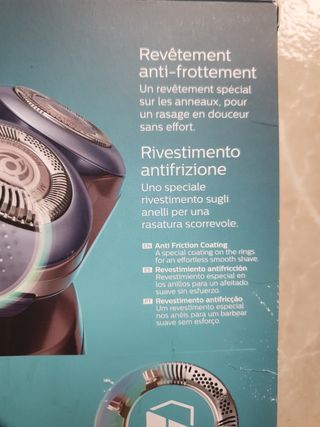 Revêtement
anti-frottement
Un revêtement spécial
sur les anneaux, pour
un rasage en douceur
sans effort.
Rivestimento
antifrizione
Uno speciale
rivestimento sugli
anelli per una
rasatura scorrevole.
EN Anti Friction Coating
A special coating on the rings
for an effortless smooth shave.
ES Revestimiento antifricción
Revestimiento especial en
los anillos para un afeitado
suave sin esfuerzo.
PT Revestimento antifricção
Um revestimento especial
nos anéis para um barbear
suave sem esforço.